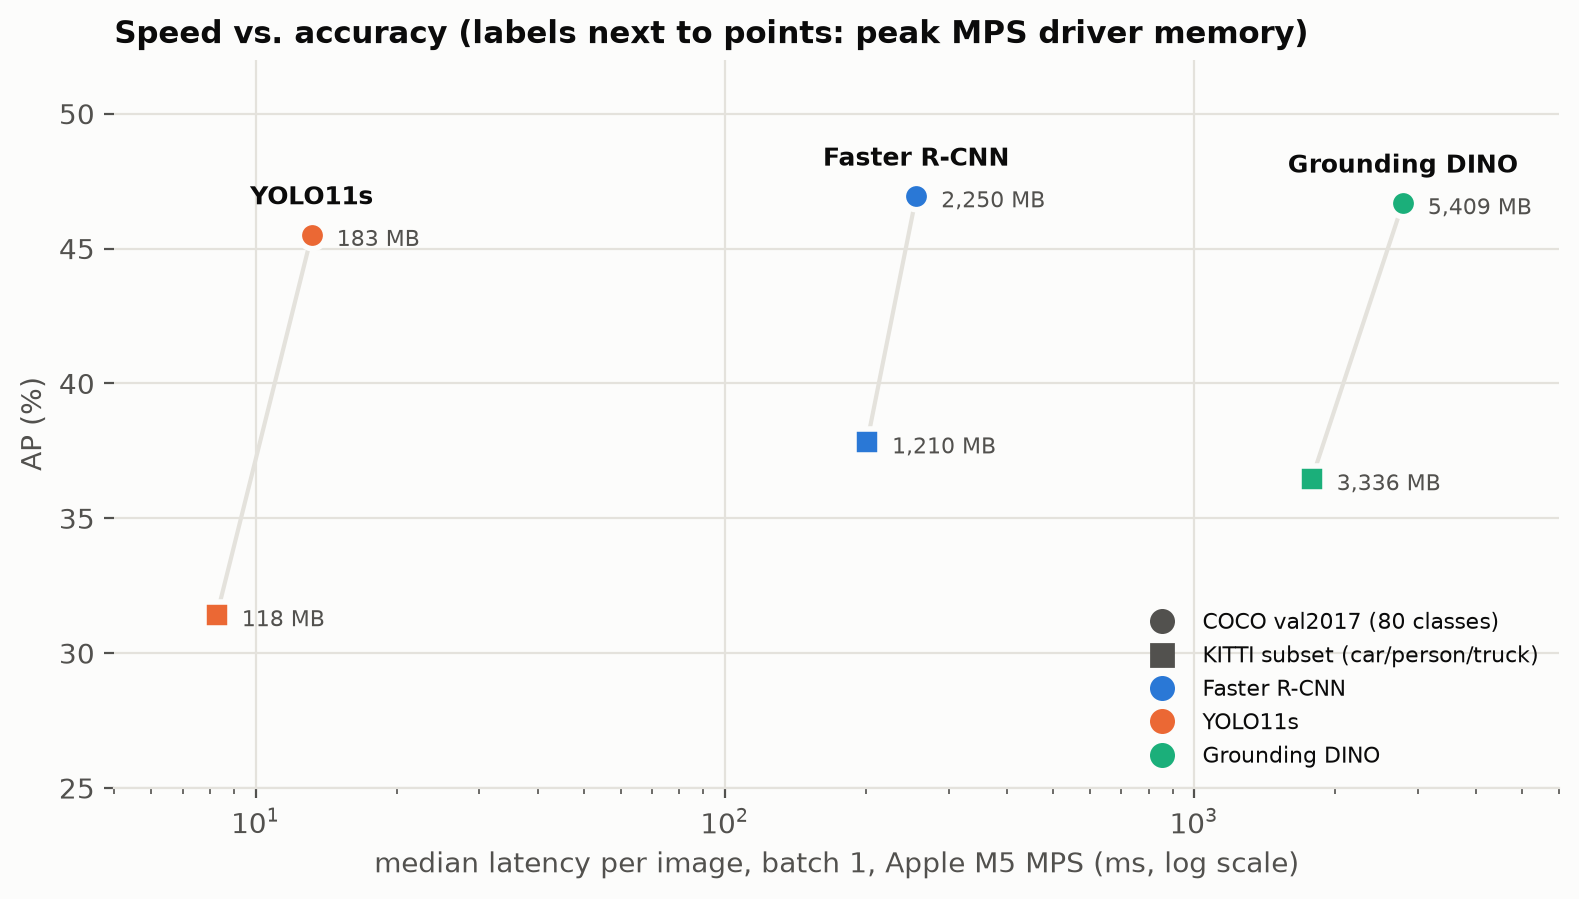 Speed vs. accuracy (labels next to points: peak MPS driver memory)
50
45
40
35
30
25
AP (%)
YOLO11s
183 MB
118 MB
Faster R-CNN
2,250 MB
1,210 MB
Grounding DINO
5,409 MB
3,336 MB
COCO val2017 (80 classes)
KITTI subset (car/person/truck)
Faster R-CNN
YOLO11s
Grounding DINO
10¹
10²
10³
median latency per image, batch 1, Apple M5 MPS (ms, log scale)